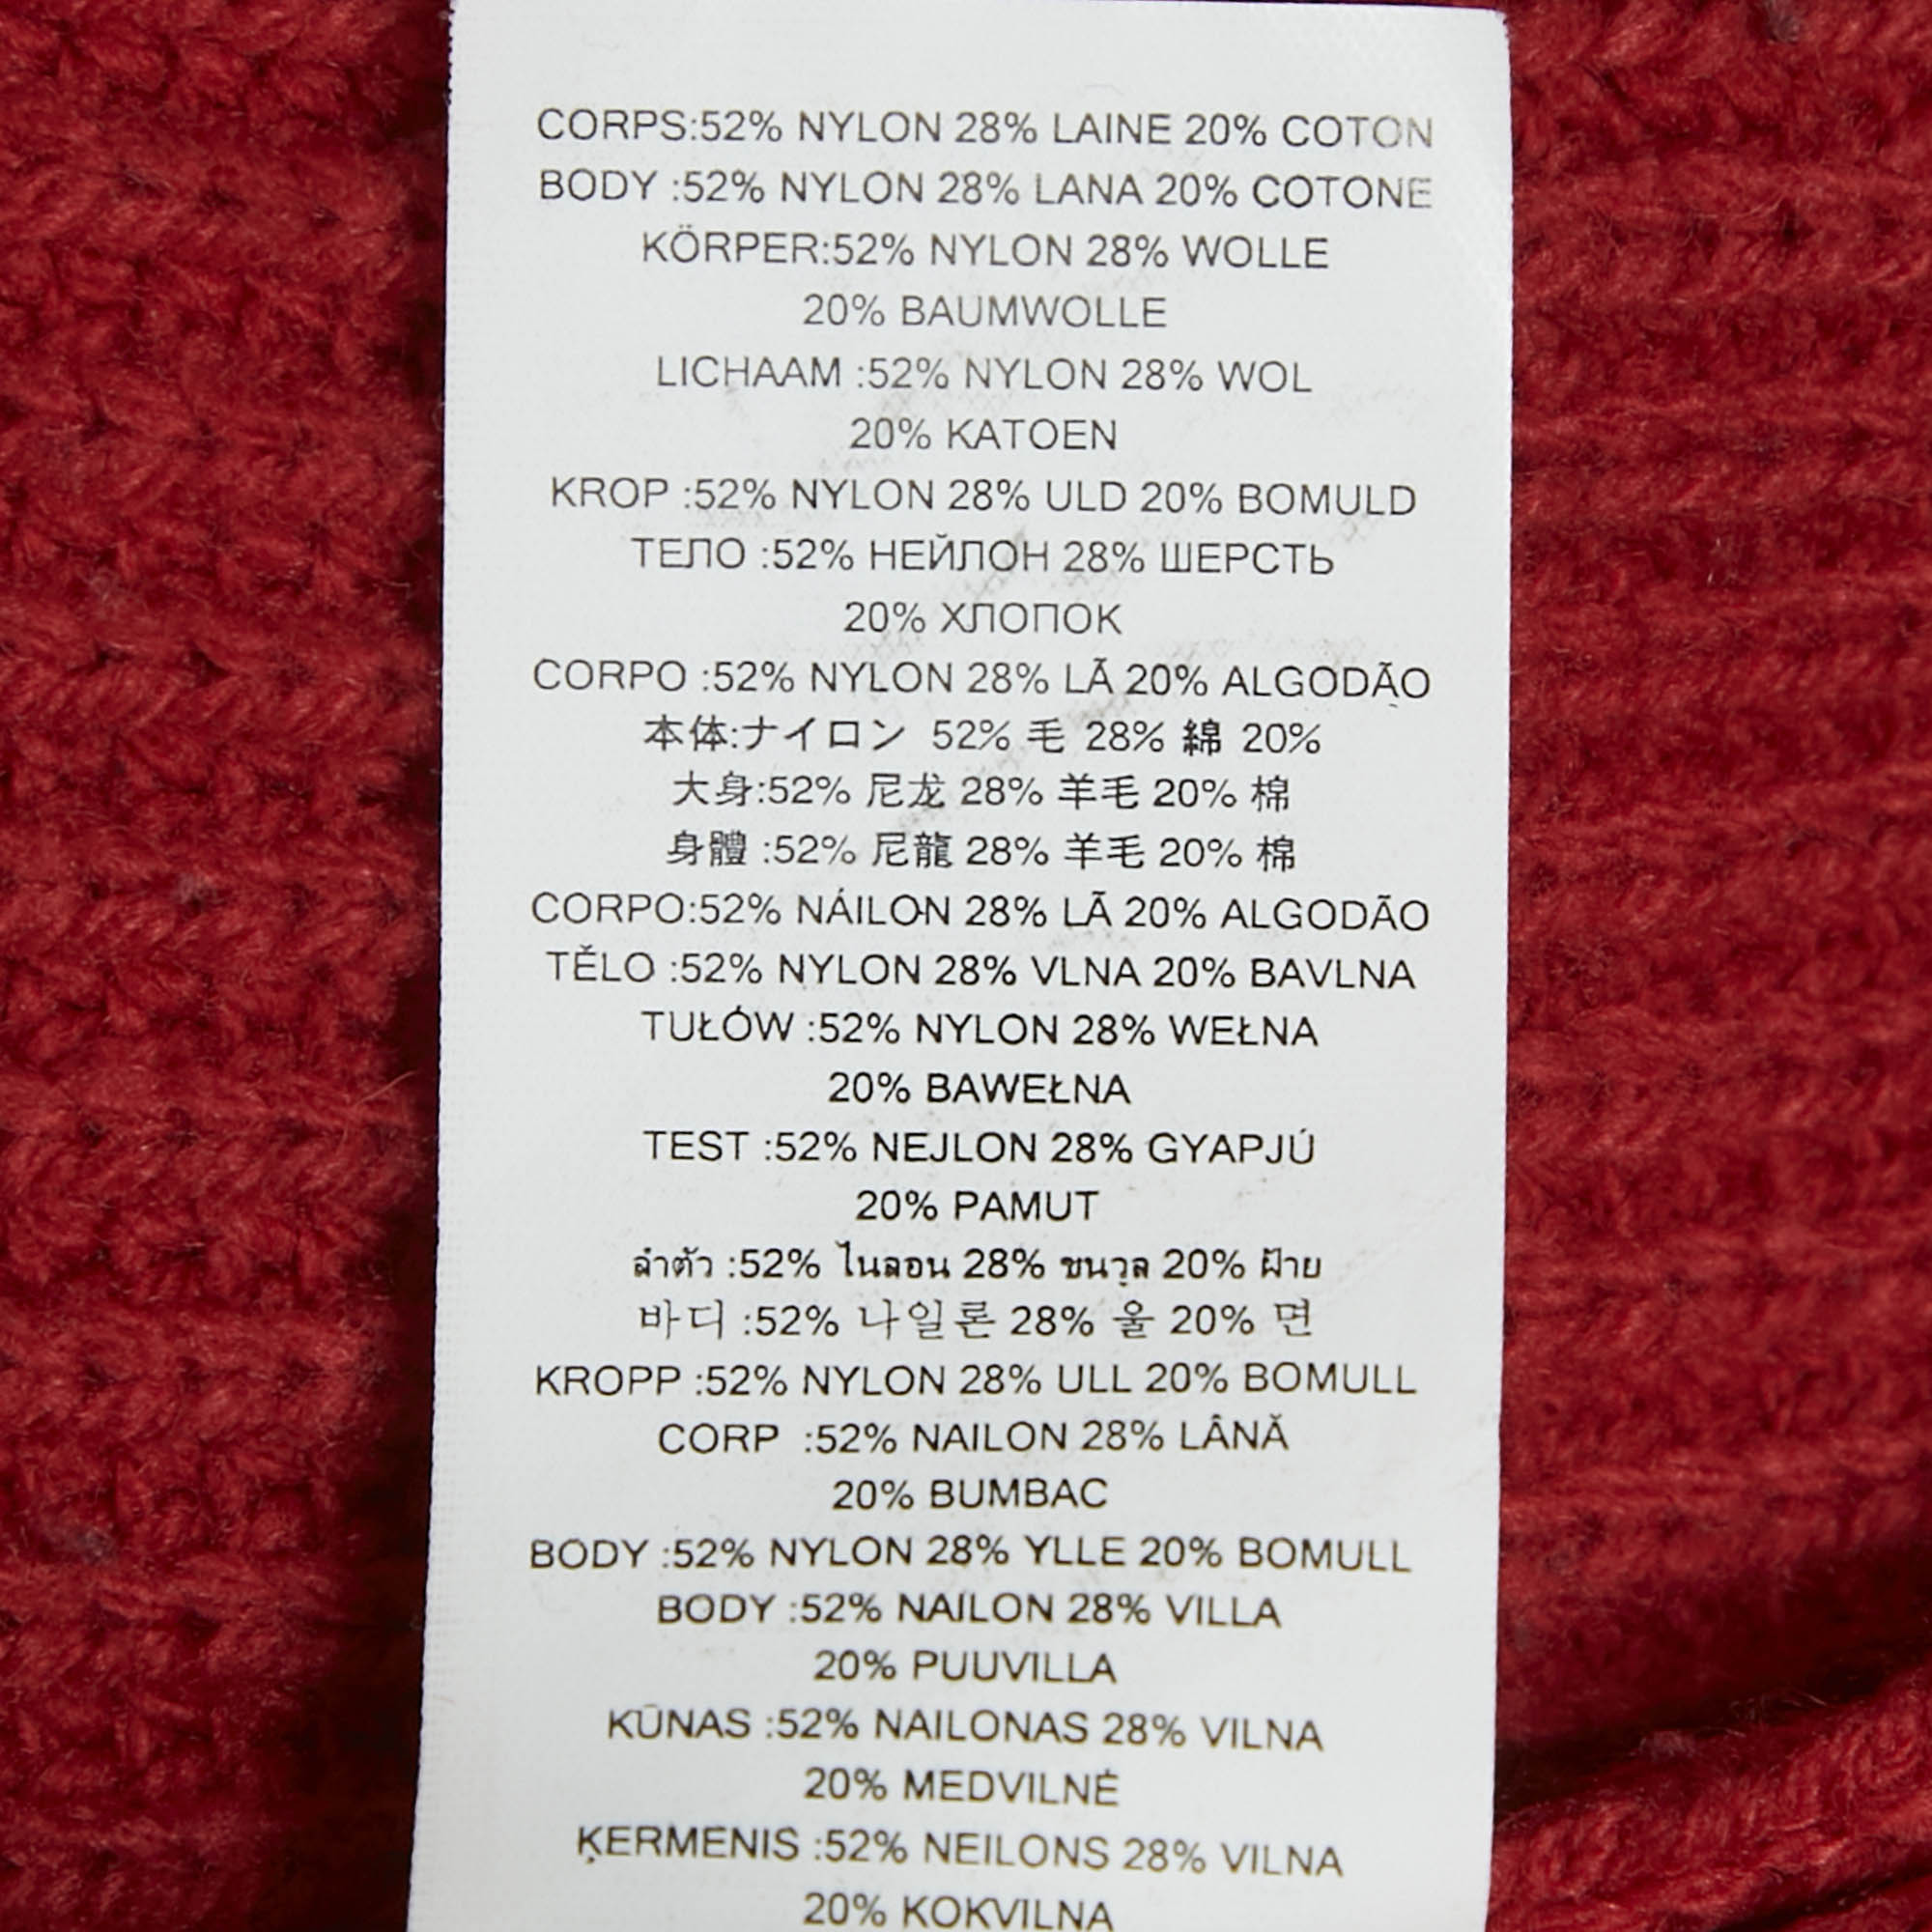 CORPS:52% NYLON 28% LAINE 20% COTON
BODY :52% NYLON 28% LANA 20% COTONE
KÖRPER:52% NYLON 28% WOLLE
20% BAUMWOLLE
LICHAAM :52% NYLON 28% WOL
20% KATOEN
KROP :52% NYLON 28% ULD 20% BOMULD
ТЕЛО :52% НЕЙЛОН 28% ШЕРСТЬ
20% ХЛОПОК
CORPO :52% NYLON 28% LÃ 20% ALGODÃO
本体:ナイロン 52% 毛 28% 綿 20%
大身:52% 尼龙 28% 羊毛 20% 棉
身體 :52% 尼龍 28% 羊毛 20% 棉
CORPO:52% NÁILON 28% LÃ 20% ALGODÃO
TĚLO :52% NYLON 28% VLNA 20% BAVLNA
TUŁÓW :52% NYLON 28% WEŁNA
20% BAWEŁNA
TEST :52% NEJLON 28% GYAPJÚ
20% PAMUT
ลำตัว :52% ไนลอน 28% ขนวูล 20% ฝ้าย
바디 :52% 나일론 28% 울 20% 면
KROPP :52% NYLON 28% ULL 20% BOMULL
CORP :52% NAILON 28% LÂNĂ
20% BUMBAC
BODY :52% NYLON 28% YLLE 20% BOMULL
BODY :52% NAILON 28% VILLA
20% PUUVILLA
KŪNAS :52% NAILONAS 28% VILNA
20% MEDVILNĖ
ĶERMENIS :52% NEILONS 28% VILNA
20% KOKVILNA